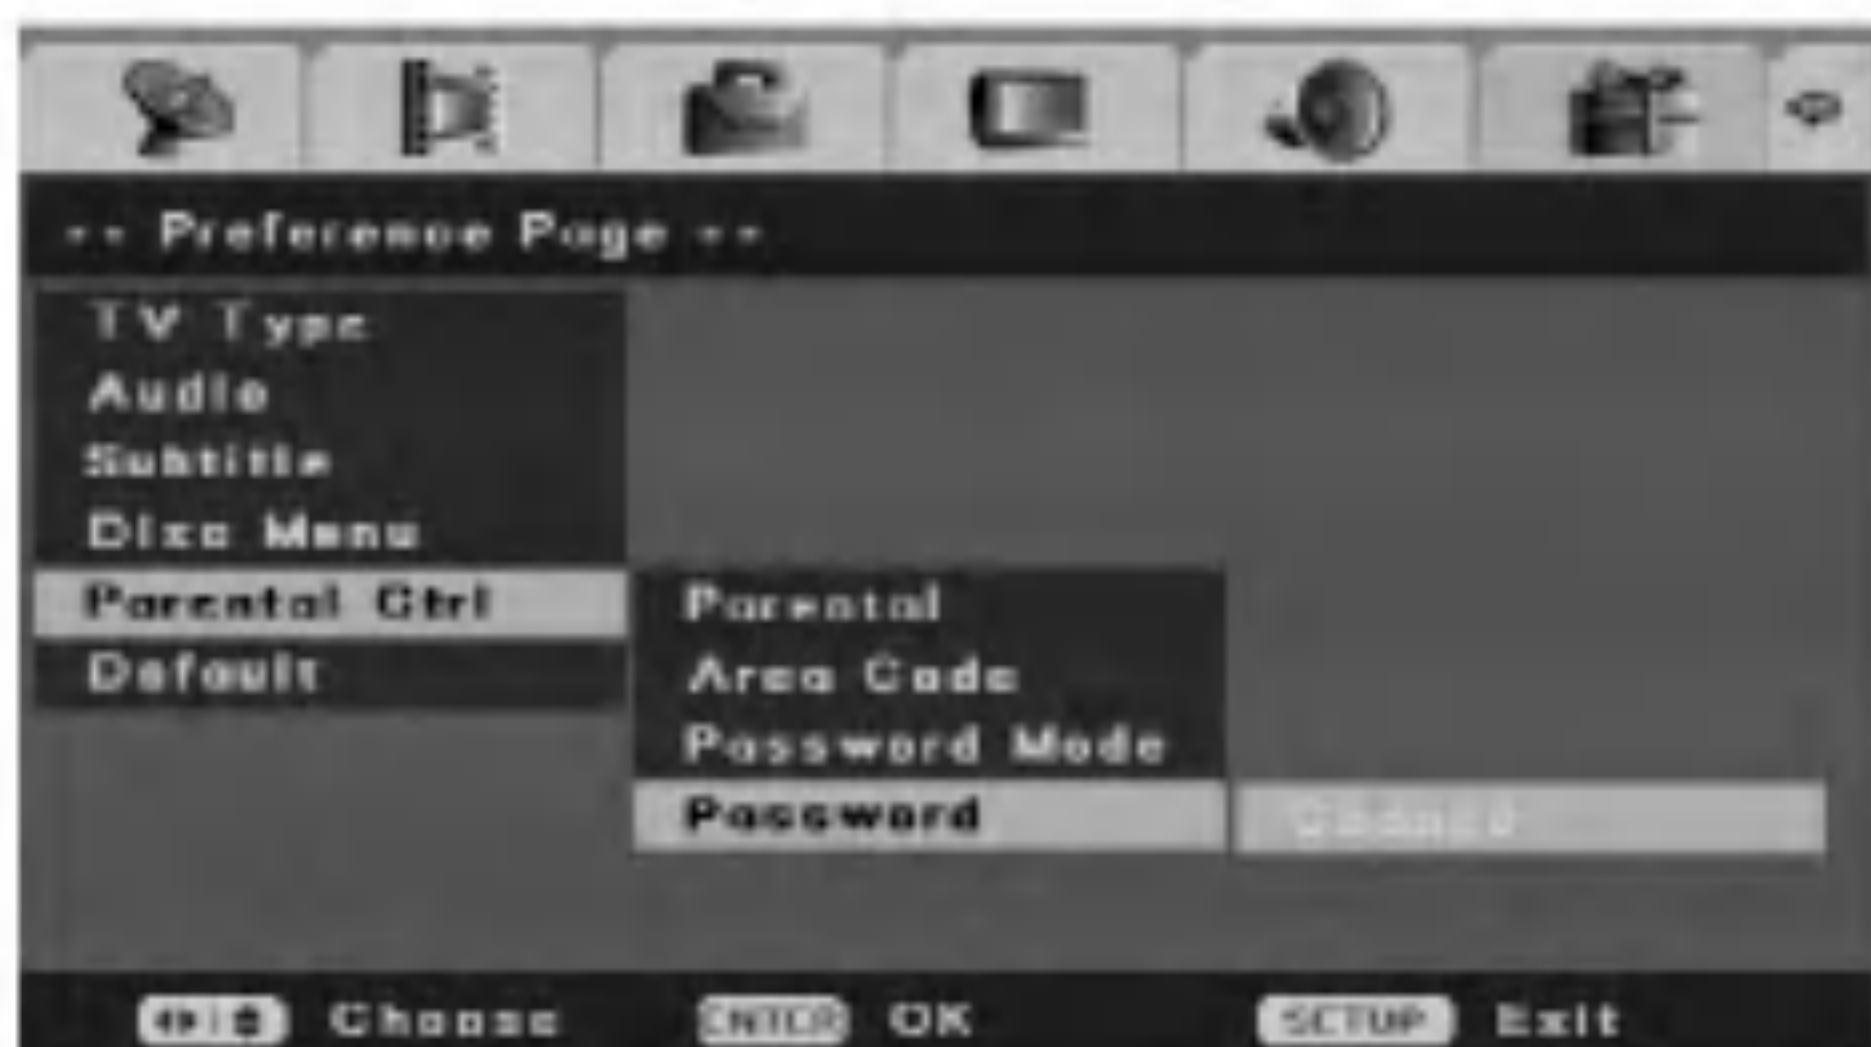 -- Preference Page --
TV Type
Audio
Subtitle
Disc Menu
Parental Ctrl
Parental
Default
Area Code
Password Mode
Password
Choose
ENTER OK
SETUP Exit